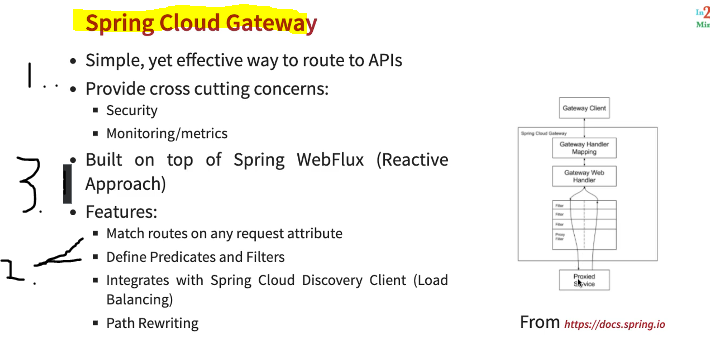 Spring Cloud Gateway
In 2
Min
1..
• Simple, yet effective way to route to APIs
• Provide cross cutting concerns:
▪ Security
▪ Monitoring/metrics
3.
• Built on top of Spring WebFlux (Reactive
Approach)
• Features:
▪ Match routes on any request attribute
2.
▪ Define Predicates and Filters
▪ Integrates with Spring Cloud Discovery Client (Load
Balancing)
▪ Path Rewriting
Gateway Client
Spring Cloud Gateway
Gateway Handler
Mapping
Gateway Web
Handler
Filter
Filter
Filter
Proxy
Filter
Proxied
Service
From https://docs.spring.io